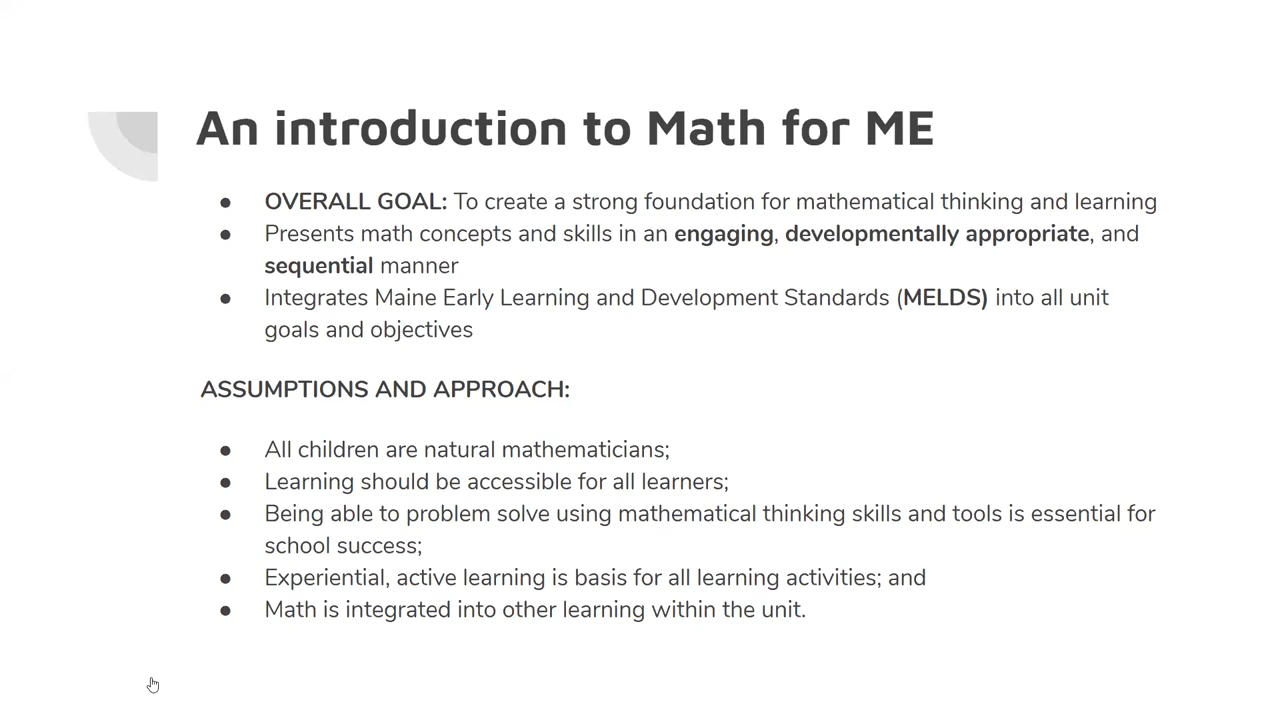 An introduction to Math for ME
● OVERALL GOAL: To create a strong foundation for mathematical thinking and learning
● Presents math concepts and skills in an engaging, developmentally appropriate, and
sequential manner
● Integrates Maine Early Learning and Development Standards (MELDS) into all unit
goals and objectives
ASSUMPTIONS AND APPROACH:
● All children are natural mathematicians;
● Learning should be accessible for all learners;
● Being able to problem solve using mathematical thinking skills and tools is essential for
school success;
● Experiential, active learning is basis for all learning activities; and
● Math is integrated into other learning within the unit.